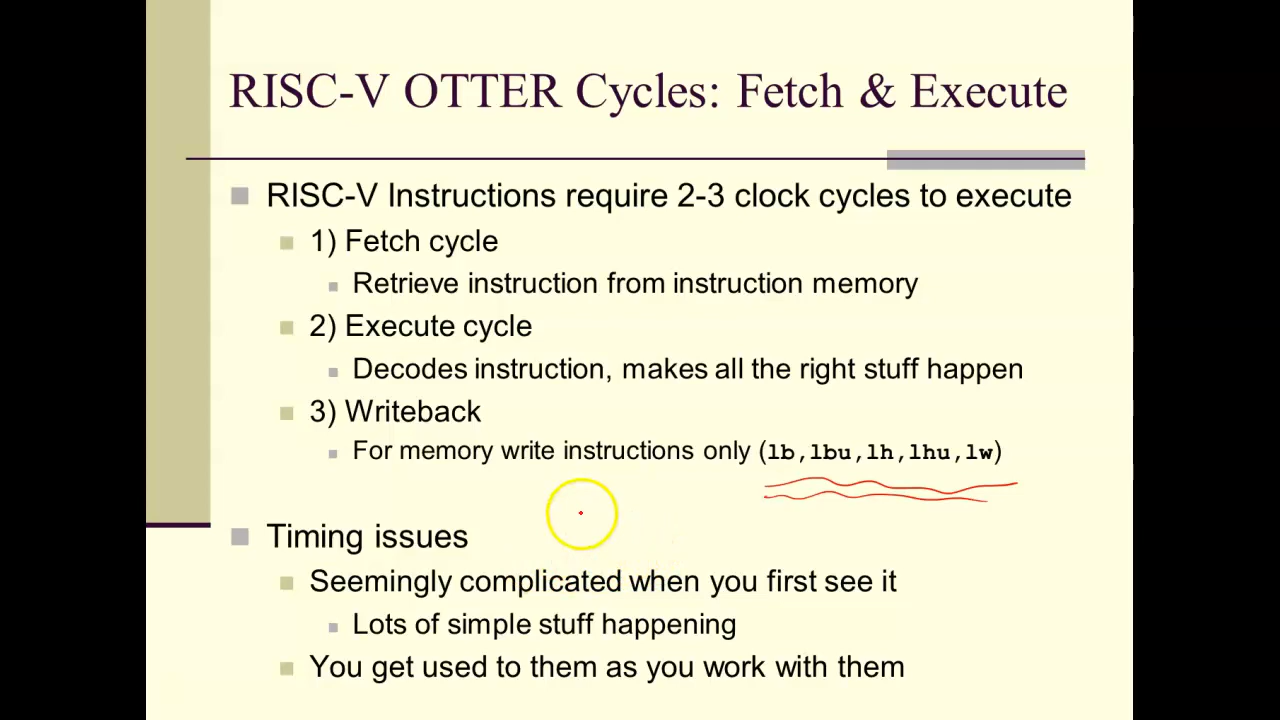 RISC-V OTTER Cycles: Fetch & Execute
RISC-V Instructions require 2-3 clock cycles to execute
1) Fetch cycle
Retrieve instruction from instruction memory
2) Execute cycle
Decodes instruction, makes all the right stuff happen
3) Writeback
For memory write instructions only (lb,lbu,lh,lhu,lw)
Timing issues
Seemingly complicated when you first see it
Lots of simple stuff happening
You get used to them as you work with them